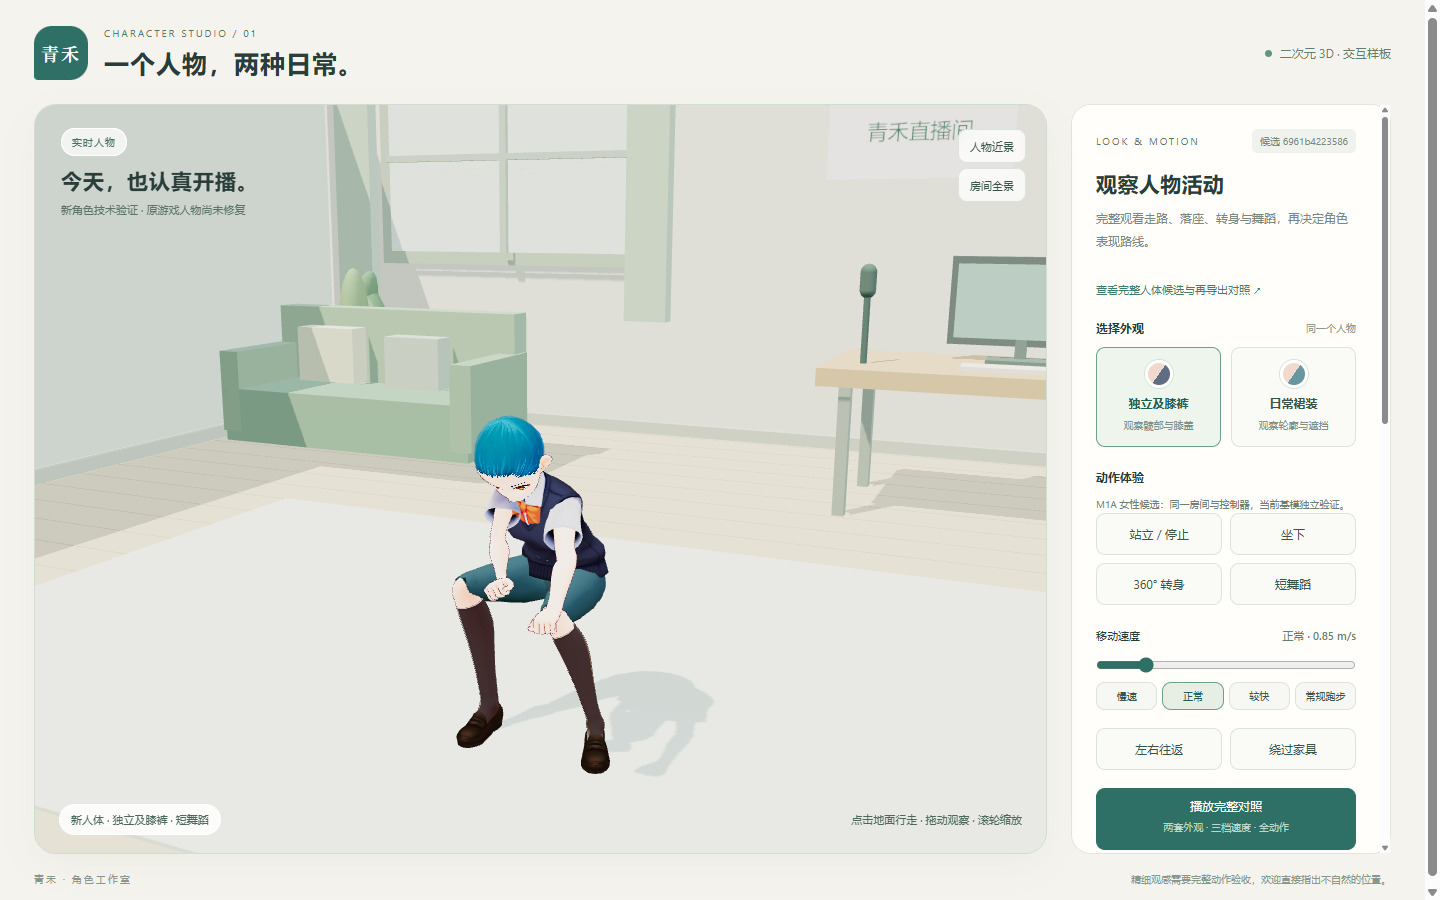 青禾
CHARACTER STUDIO / 01
一个人物，两种日常。
二次元 3D · 交互样板
实时人物
今天，也认真开播。
新角色技术验证 · 原游戏人物尚未修复
青禾直播间
人物近景
房间全景
新人体 · 独立及膝裤 · 短舞蹈
点击地面行走 · 拖动观察 · 滚轮缩放
LOOK & MOTION
候选 6961b4223586
观察人物活动
完整观看走路、落座、转身与舞蹈，再决定角色
表现路线。
查看完整人体候选与再导出对照 ↗
选择外观
同一个人物
独立及膝裤
观察腿部与膝盖
日常裙装
观察轮廓与遮挡
动作体验
M1A 女性候选：同一房间与控制器，当前基模独立验证。
站立 / 停止
坐下
360° 转身
短舞蹈
移动速度
正常 · 0.85 m/s
慢速
正常
较快
常规跑步
左右往返
绕过家具
播放完整对照
两套外观 · 三档速度 · 全动作
青禾 · 角色工作室
精细观感需要完整动作验收，欢迎直接指出不自然的位置。